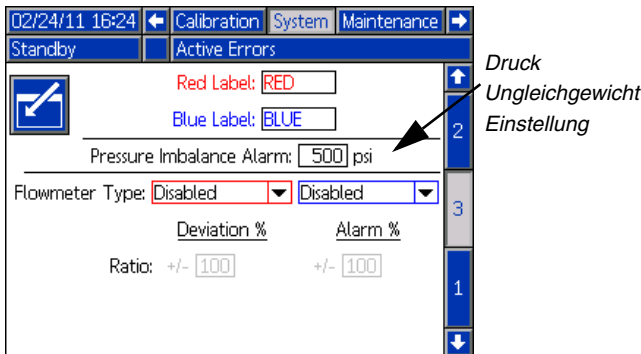 02/24/11 16:24 Calibration System Maintenance
Standby Active Errors
Red Label: RED
Blue Label: BLUE
Pressure Imbalance Alarm: 500 psi
Flowmeter Type: Disabled Disabled
Deviation % Alarm %
Ratio: +/- 100 +/- 100
2
3
1
Druck
Ungleichgewicht
Einstellung